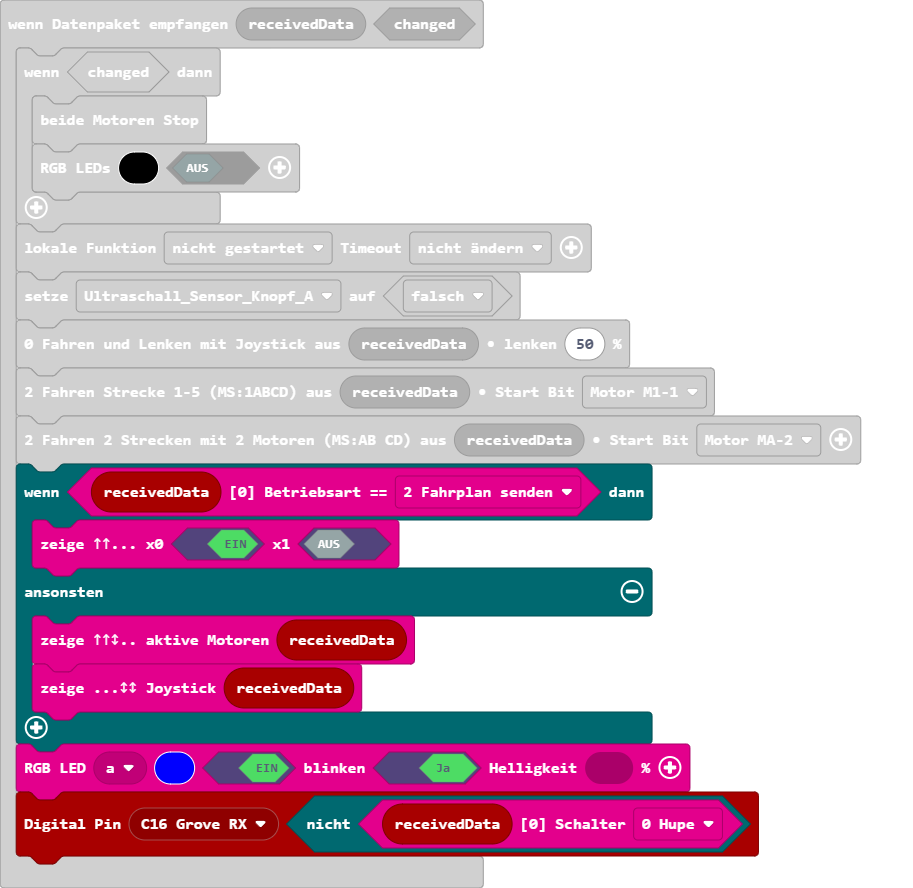 wenn Datenpaket empfangen receivedData changed
wenn changed dann
beide Motoren Stop
RGB LEDs AUS
lokale Funktion nicht gestartet Timeout nicht ändern
setze Ultraschall_Sensor_Knopf_A auf falsch
0 Fahren und Lenken mit Joystick aus receivedData • lenken 50 %
2 Fahren Strecke 1-5 (MS:1ABCD) aus receivedData • Start Bit Motor M1-1
2 Fahren 2 Strecken mit 2 Motoren (MS:AB CD) aus receivedData • Start Bit Motor MA-2
wenn receivedData [0] Betriebsart == 2 Fahrplan senden dann
zeige ↑↑... x0 EIN x1 AUS
ansonsten
zeige ↑↑↕.. aktive Motoren receivedData
zeige ...↕↕ Joystick receivedData
RGB LED a EIN blinken Ja Helligkeit %
Digital Pin C16 Grove RX nicht receivedData [0] Schalter 0 Hupe